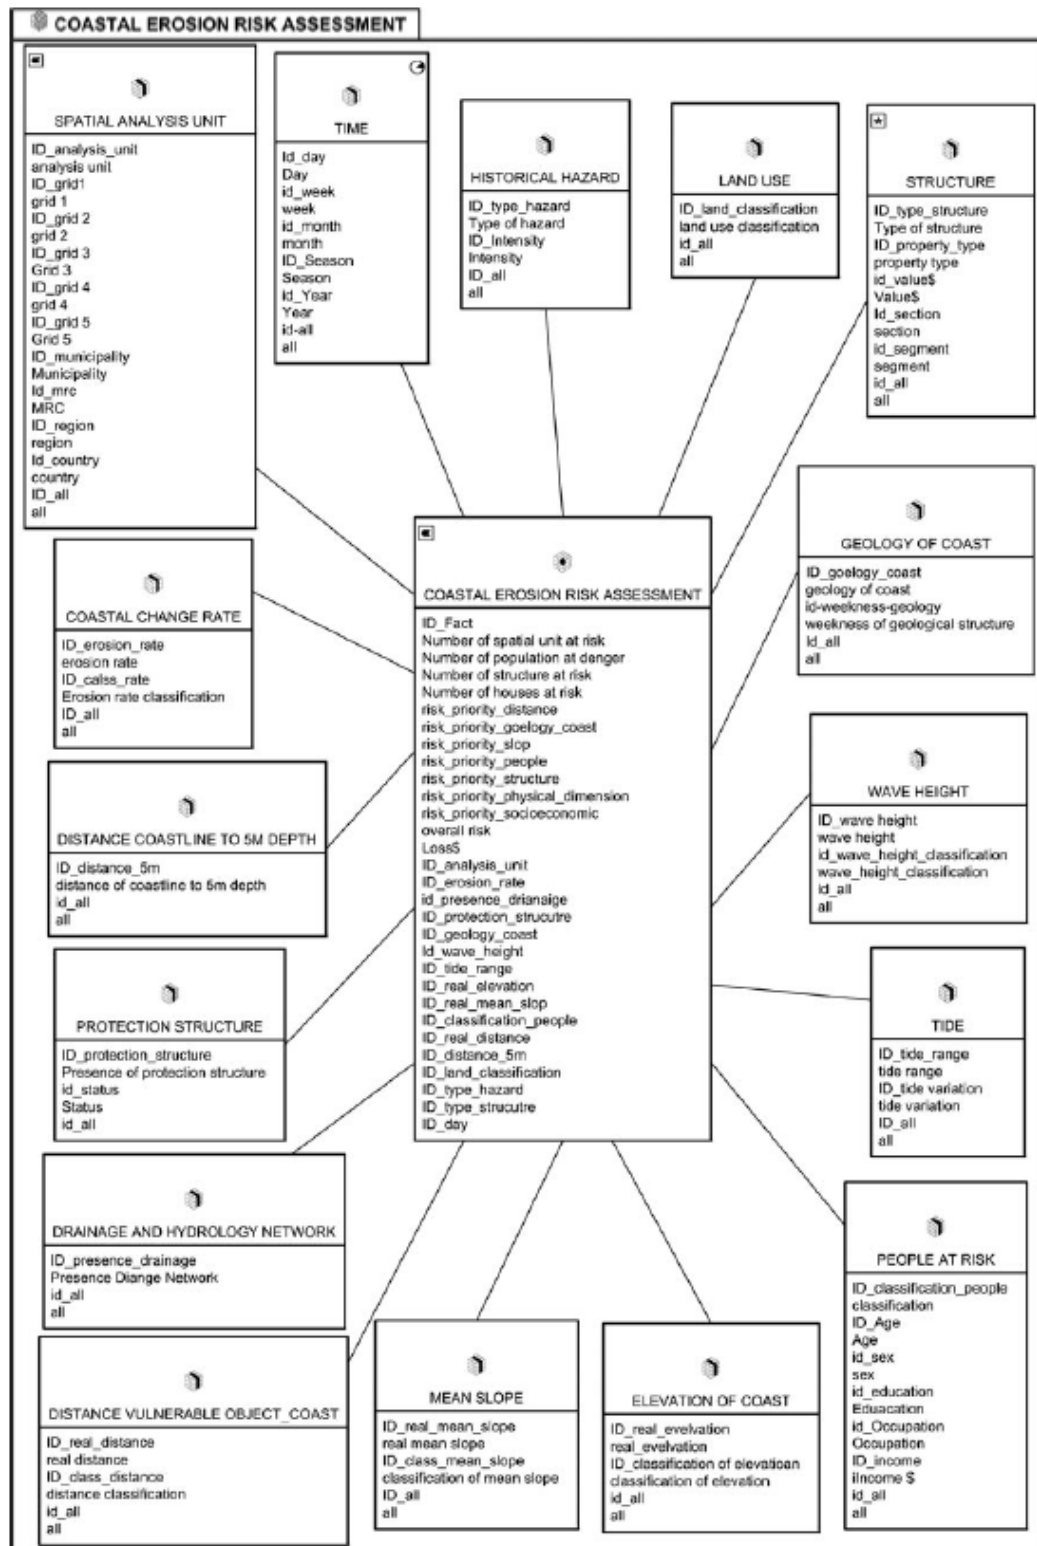 COASTAL EROSION RISK ASSESSMENT
SPATIAL ANALYSIS UNIT
ID_analysis_unit
analysis unit
ID_grid1
grid 1
ID_grid 2
grid 2
ID_grid 3
Grid 3
ID_grid 4
grid 4
ID_grid 5
Grid 5
ID_municipality
Municipality
Id_mrc
MRC
ID_region
region
Id_country
country
ID_all
all
TIME
Id_day
Day
id_week
week
id_month
month
ID_Season
Season
id_Year
Year
id-all
all
HISTORICAL HAZARD
ID_type_hazard
Type of hazard
ID_Intensity
Intensity
ID_all
all
LAND USE
ID_land_classification
land use classification
id_all
all
STRUCTURE
ID_type_structure
Type of structure
ID_property_type
property type
id_value$
Value$
Id_section
section
id_segment
segment
id_all
all
COASTAL CHANGE RATE
ID_erosion_rate
erosion rate
ID_calss_rate
Erosion rate classification
ID_all
all
DISTANCE COASTLINE TO 5M DEPTH
ID_distance_5m
distance of coastline to 5m depth
id_all
all
PROTECTION STRUCTURE
ID_protection_structure
Presence of protection structure
id_status
Status
id_all
DRAINAGE AND HYDROLOGY NETWORK
ID_presence_drainage
Presence Diange Network
id_all
all
DISTANCE VULNERABLE OBJECT_COAST
ID_real_distance
real distance
ID_class_distance
distance classification
id_all
all
COASTAL EROSION RISK ASSESSMENT
ID_Fact
Number of spatial unit at risk
Number of population at denger
Number of structure at risk
Number of houses at risk
risk_priority_distance
risk_priority_goelogy_coast
risk_priority_slop
risk_priority_people
risk_priority_structure
risk_priority_physical_dimension
risk_priority_socioeconomic
overall risk
Loss$
ID_analysis_unit
ID_erosion_rate
id_presence_drianaige
ID_protection_strucutre
ID_geology_coast
Id_wave_height
ID_tide_range
ID_real_elevation
ID_real_mean_slop
ID_classification_people
ID_real_distance
ID_distance_5m
ID_land_classification
ID_type_hazard
ID_type_strucutre
ID_day
MEAN SLOPE
ID_real_mean_slope
real mean slope
ID_class_mean_slope
classification of mean slope
ID_all
all
ELEVATION OF COAST
ID_real_evelvation
real_evelvation
ID_classification of elevatioan
classification of elevation
id_all
all
GEOLOGY OF COAST
ID_goelogy_coast
geology of coast
id-weekness-geology
weekness of geological structure
Id_all
all
WAVE HEIGHT
ID_wave height
wave height
id_wave_height_classification
wave_height_classification
id_all
all
TIDE
ID_tide_range
tide range
ID_tide variation
tide variation
ID_all
all
PEOPLE AT RISK
ID_classification_people
classification
ID_Age
Age
id_sex
sex
id_education
Eduacation
id_Occupation
Occupation
ID_income
iIncome $
id_all
all